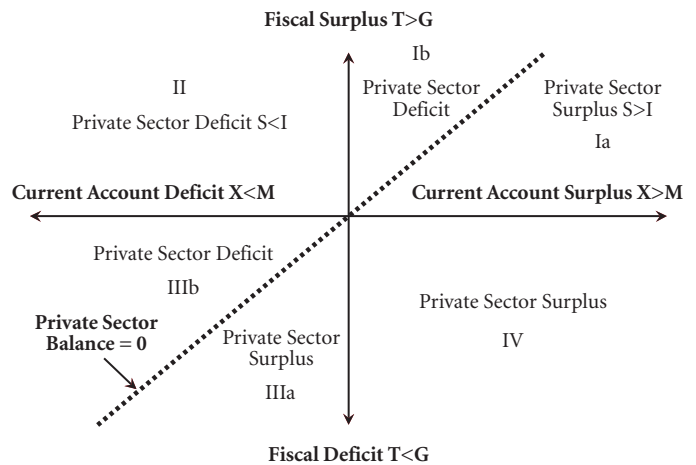 Fiscal Surplus T>G
Ib
II
Private Sector
Deficit
Private Sector
Surplus S>I
Private Sector Deficit S<I
Ia
Current Account Deficit X<M
Current Account Surplus X>M
Private Sector Deficit
IIIb
Private Sector Surplus
Private Sector
Balance = 0
Private Sector
Surplus
IV
IIIa
Fiscal Deficit T<G